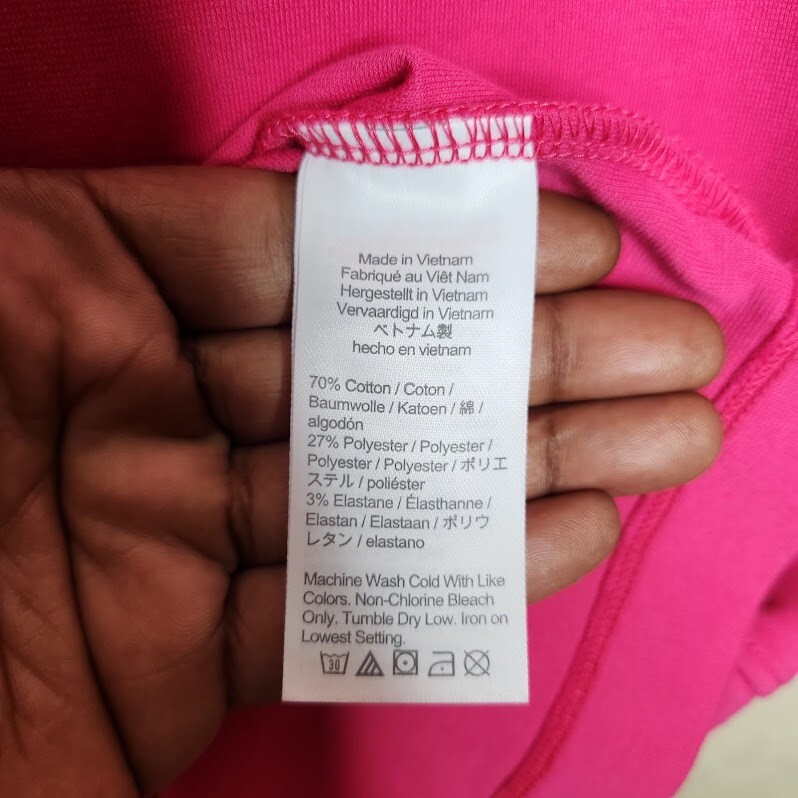 Made in Vietnam
Fabriqué au Viêt Nam
Hergestellt in Vietnam
Vervaardigd in Vietnam
ベトナム製
hecho en vietnam
70% Cotton / Coton /
Baumwolle / Katoen / 綿 /
algodón
27% Polyester / Polyester /
Polyester / Polyester / ポリエ
ステル / poliéster
3% Elastane / Élasthanne /
Elastan / Elastaan / ポリウ
レタン / elastano
Machine Wash Cold With Like
Colors. Non-Chlorine Bleach
Only, Tumble Dry Low. Iron on
Lowest Setting.
30